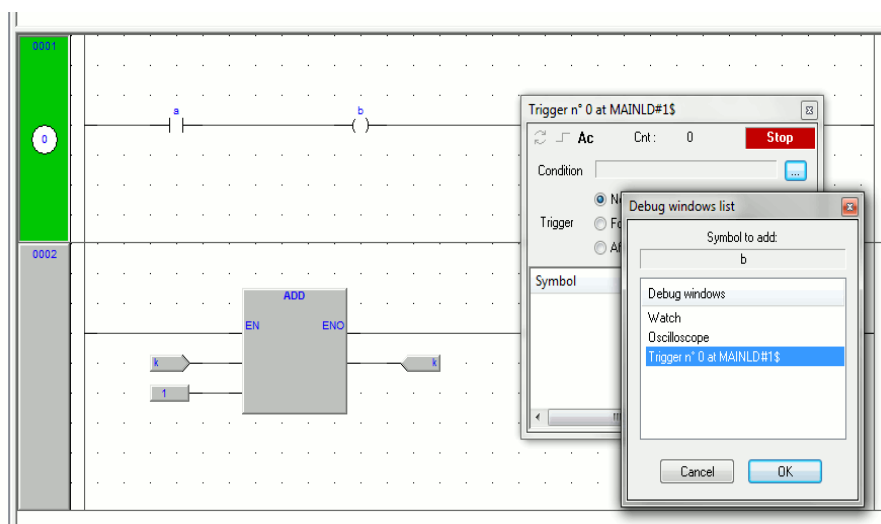 0001
a
b
0
Trigger n° 0 at MAINLD#1$
Ac Cnt: 0 Stop
Condition ...
Trigger
Symbol
Debug windows list
Symbol to add:
b
Debug windows
Watch
Oscilloscope
Trigger n° 0 at MAINLD#1$
Cancel OK
0002
ADD
EN ENO
k k
1